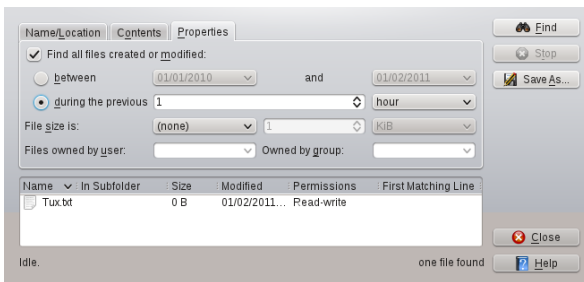 Name/Location Contents Properties
Find all files created or modified:
between 01/01/2010 and 01/02/2011
during the previous 1 hour
File size is: (none) 1 KiB
Files owned by user: Owned by group:
Name In Subfolder Size Modified Permissions First Matching Line
Tux.txt 0 B 01/02/2011... Read-write
Idle. one file found
Find
Stop
Save As...
Close
Help